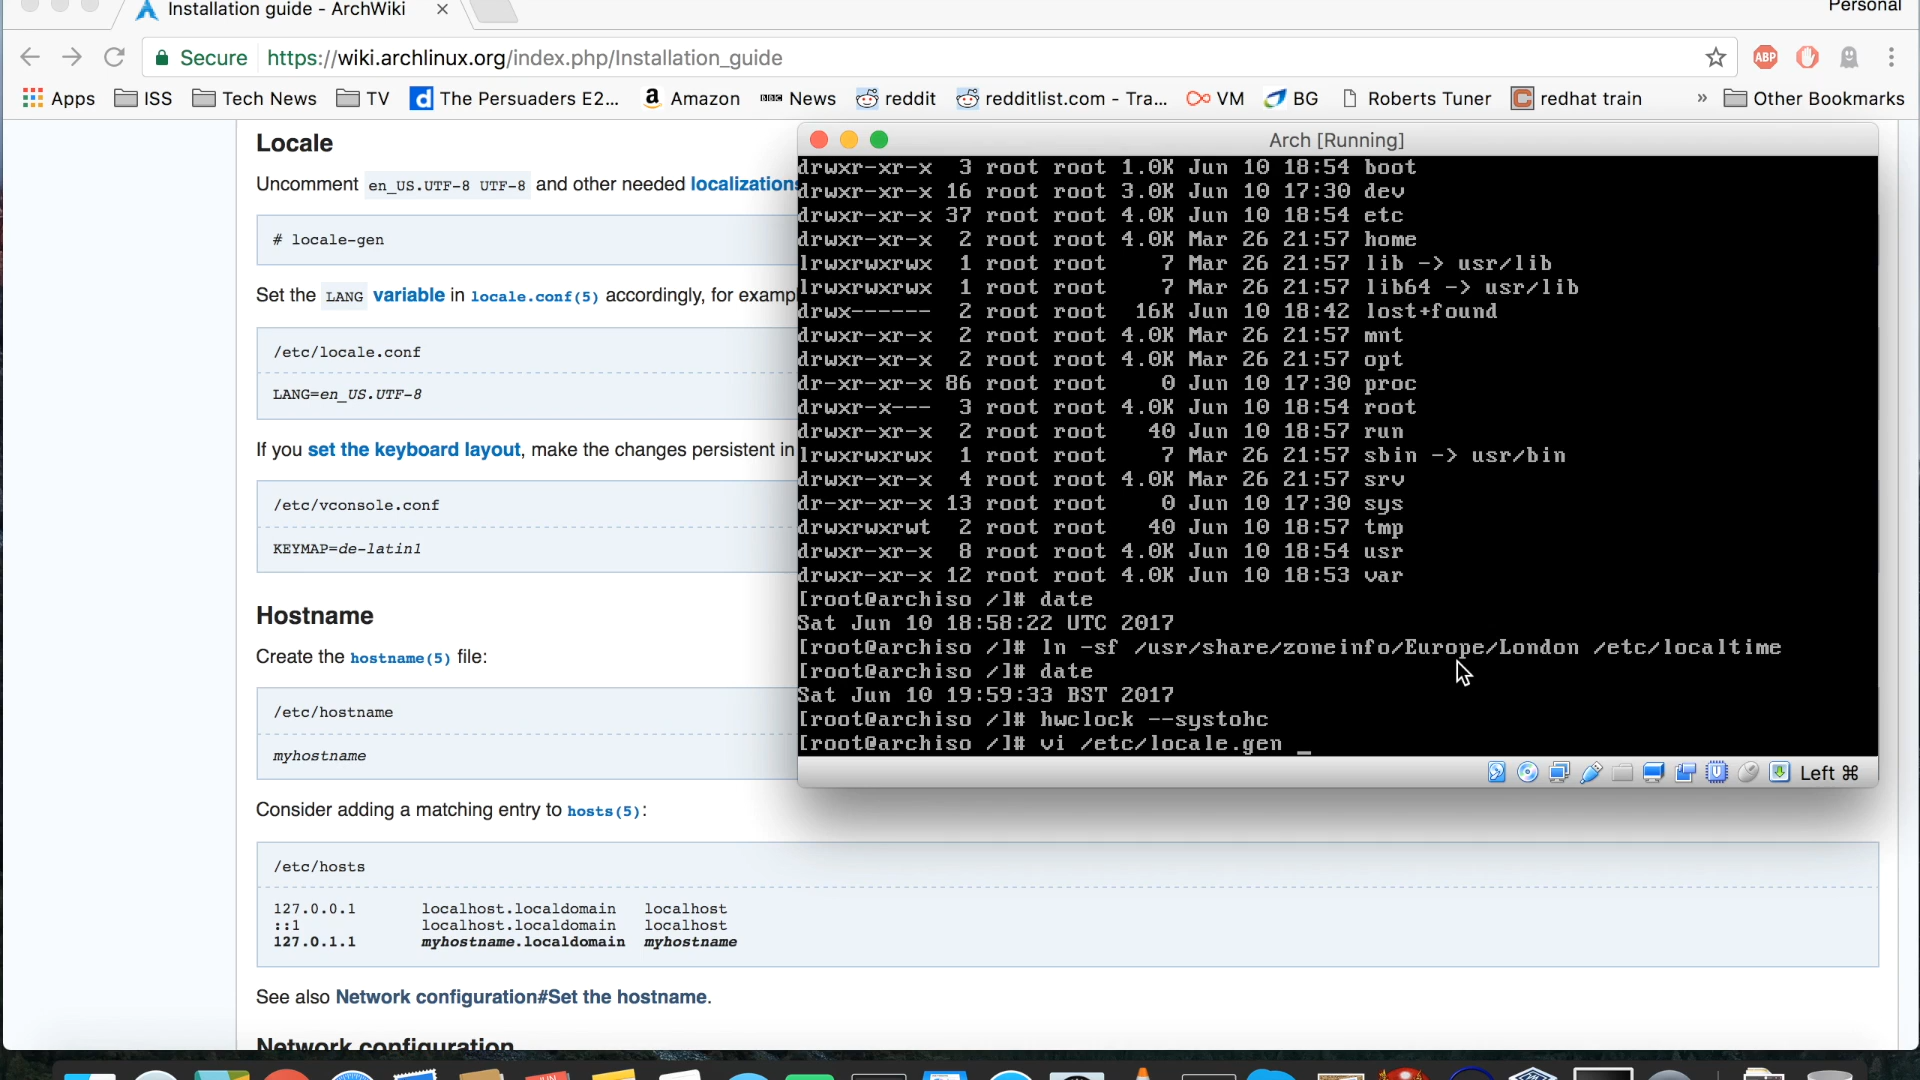 Installation guide - ArchWiki
Personal
Secure https://wiki.archlinux.org/index.php/Installation_guide
ABP
Apps ISS Tech News TV d The Persuaders E2... a Amazon BBC News reddit redditlist.com - Tra... VM BG Roberts Tuner redhat train » Other Bookmarks
Locale
Uncomment en_US.UTF-8 UTF-8 and other needed localizations
# locale-gen
Set the LANG variable in locale.conf(5) accordingly, for examp
/etc/locale.conf
LANG=en_US.UTF-8
If you set the keyboard layout, make the changes persistent in
/etc/vconsole.conf
KEYMAP=de-latin1
Hostname
Create the hostname(5) file:
/etc/hostname
myhostname
Consider adding a matching entry to hosts(5):
/etc/hosts
127.0.0.1 localhost.localdomain localhost
::1 localhost.localdomain localhost
127.0.1.1 myhostname.localdomain myhostname
See also Network configuration#Set the hostname.
Network configuration
Arch [Running]
drwxr-xr-x 3 root root 1.0K Jun 10 18:54 boot
drwxr-xr-x 16 root root 3.0K Jun 10 17:30 dev
drwxr-xr-x 37 root root 4.0K Jun 10 18:54 etc
drwxr-xr-x 2 root root 4.0K Mar 26 21:57 home
lrwxrwxrwx 1 root root 7 Mar 26 21:57 lib -> usr/lib
lrwxrwxrwx 1 root root 7 Mar 26 21:57 lib64 -> usr/lib
drwx------ 2 root root 16K Jun 10 18:42 lost+found
drwxr-xr-x 2 root root 4.0K Mar 26 21:57 mnt
drwxr-xr-x 2 root root 4.0K Mar 26 21:57 opt
dr-xr-xr-x 86 root root 0 Jun 10 17:30 proc
drwxr-x--- 3 root root 4.0K Jun 10 18:54 root
drwxr-xr-x 2 root root 40 Jun 10 18:57 run
lrwxrwxrwx 1 root root 7 Mar 26 21:57 sbin -> usr/bin
drwxr-xr-x 4 root root 4.0K Mar 26 21:57 srv
dr-xr-xr-x 13 root root 0 Jun 10 17:30 sys
drwxrwxrwt 2 root root 40 Jun 10 18:57 tmp
drwxr-xr-x 8 root root 4.0K Jun 10 18:54 usr
drwxr-xr-x 12 root root 4.0K Jun 10 18:53 var
[root@archiso /]# date
Sat Jun 10 18:58:22 UTC 2017
[root@archiso /]# ln -sf /usr/share/zoneinfo/Europe/London /etc/localtime
[root@archiso /]# date
Sat Jun 10 19:59:33 BST 2017
[root@archiso /]# hwclock --systohc
[root@archiso /]# vi /etc/locale.gen _
Left ⌘